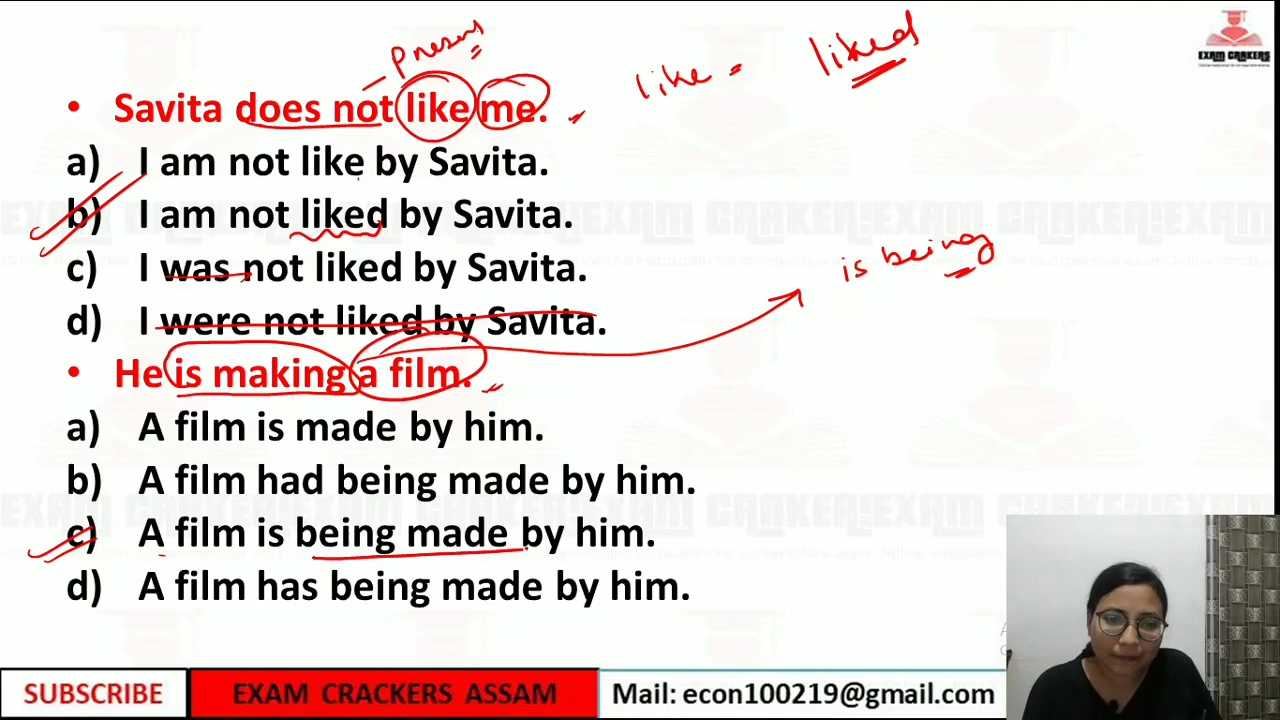 present
like = liked
EXAM CRAKERS
• Savita does not like me.
a) I am not like by Savita.
b) I am not liked by Savita.
c) I was not liked by Savita.
is being
d) I were not liked by Savita.
• He is making a film.
a) A film is made by him.
b) A film had being made by him.
c) A film is being made by him.
d) A film has being made by him.
SUBSCRIBE EXAM CRACKERS ASSAM Mail: econ100219@gmail.com